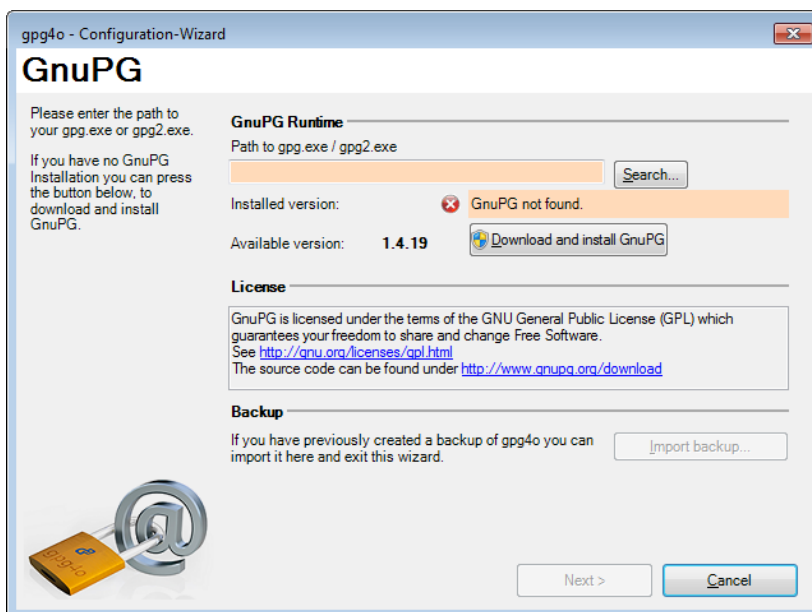 gpg4o - Configuration-Wizard
GnuPG
Please enter the path to
your gpg.exe or gpg2.exe.
If you have no GnuPG
Installation you can press
the button below, to
download and install
GnuPG.
GnuPG Runtime
Path to gpg.exe / gpg2.exe
Search...
Installed version:
GnuPG not found.
Available version:
1.4.19
Download and install GnuPG
License
GnuPG is licensed under the terms of the GNU General Public License (GPL) which
guarantees your freedom to share and change Free Software.
See http://gnu.org/licenses/gpl.html
The source code can be found under http://www.gnupg.org/download
Backup
If you have previously created a backup of gpg4o you can
import it here and exit this wizard.
Import backup...
gpg4o
Next >
Cancel